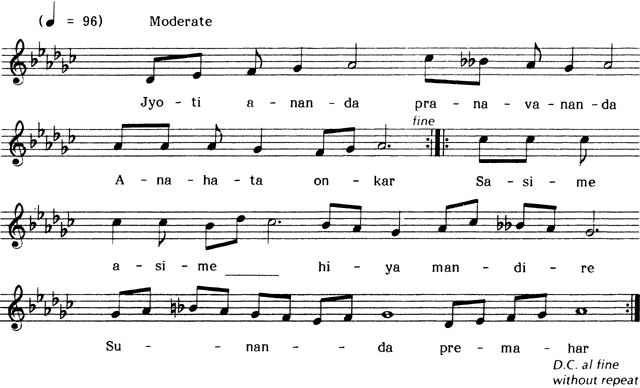 (♩ = 96) Moderate
Jyo - ti a - nan - da pra - na - va - nan - da
fine
A - na - ha - ta on - kar Sa - si - me
a - si - me ______ hi - ya man - di - re
Su - nan - da pre - ma - har
D.C. al fine
without repeat